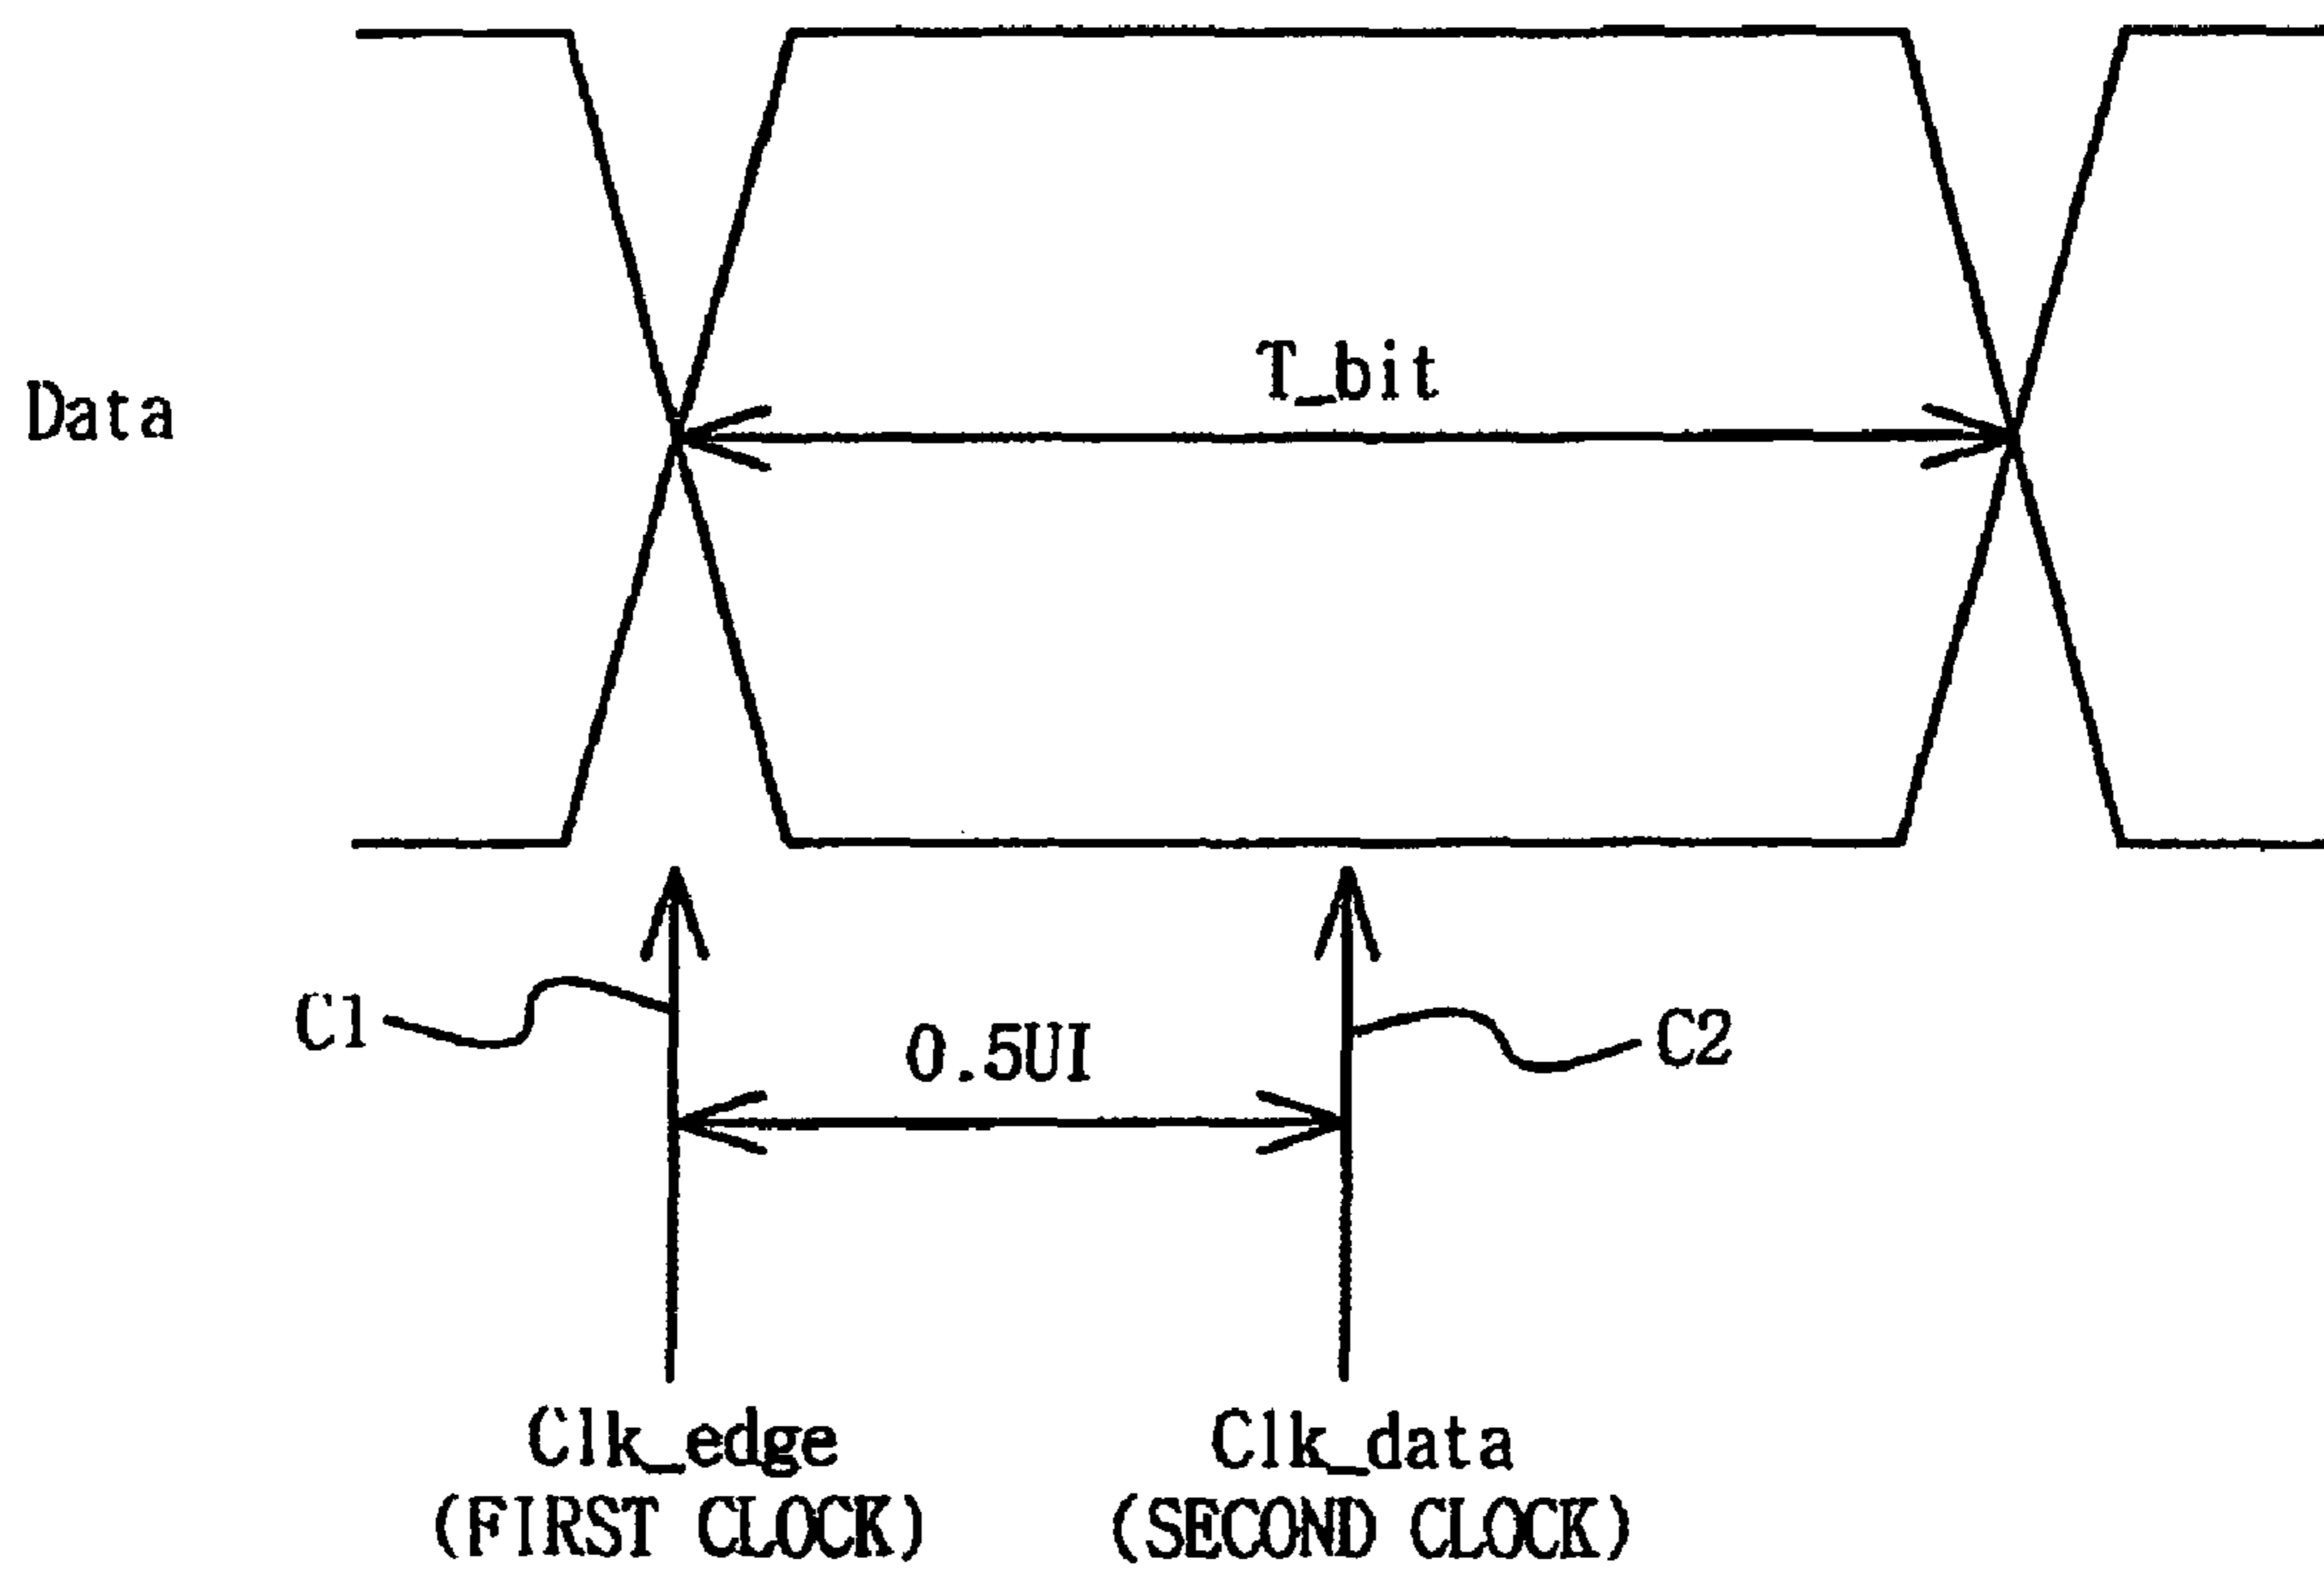 T_bit
Data
C1
0.5UI
C2
Clk_edge
(FIRST CLOCK)
Clk_data
(SECOND CLOCK)